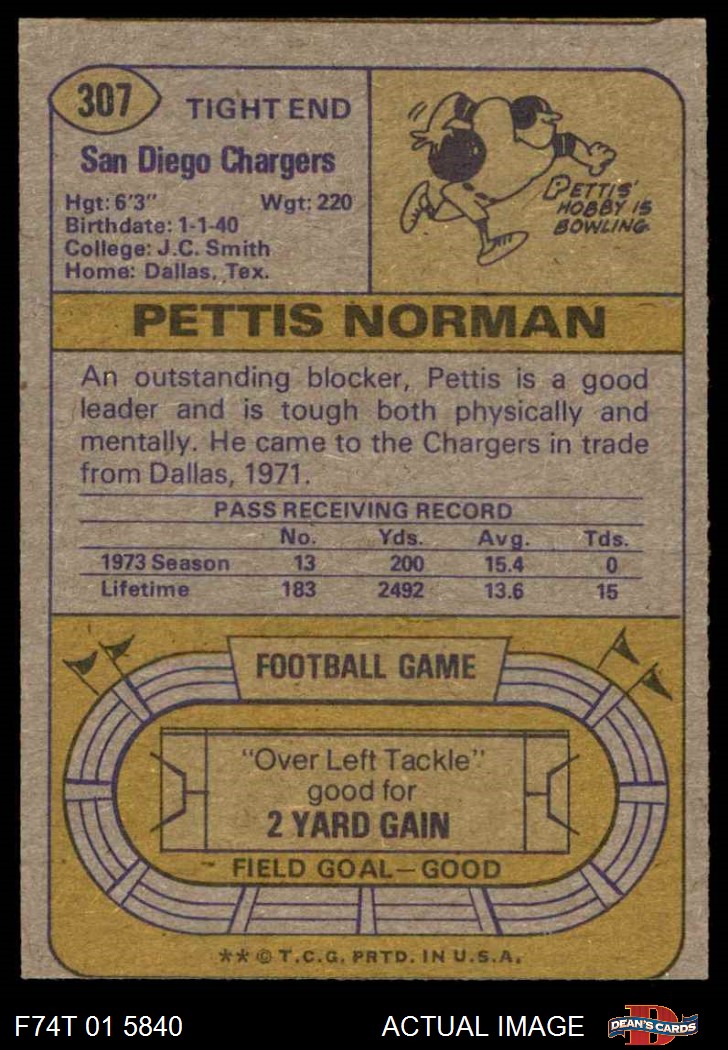 307 TIGHT END
San Diego Chargers
Hgt: 6'3" Wgt: 220
Birthdate: 1-1-40
College: J.C. Smith
Home: Dallas, Tex.
PETTIS'
HOBBY IS
BOWLING
PETTIS NORMAN
An outstanding blocker, Pettis is a good
leader and is tough both physically and
mentally. He came to the Chargers in trade
from Dallas, 1971.
PASS RECEIVING RECORD
No. Yds. Avg. Tds.
1973 Season 13 200 15.4 0
Lifetime 183 2492 13.6 15
FOOTBALL GAME
"Over Left Tackle"
good for
2 YARD GAIN
FIELD GOAL—GOOD
** © T.C.G. PRTD. IN U.S.A.
F74T 01 5840 ACTUAL IMAGE DEAN'S CARDS